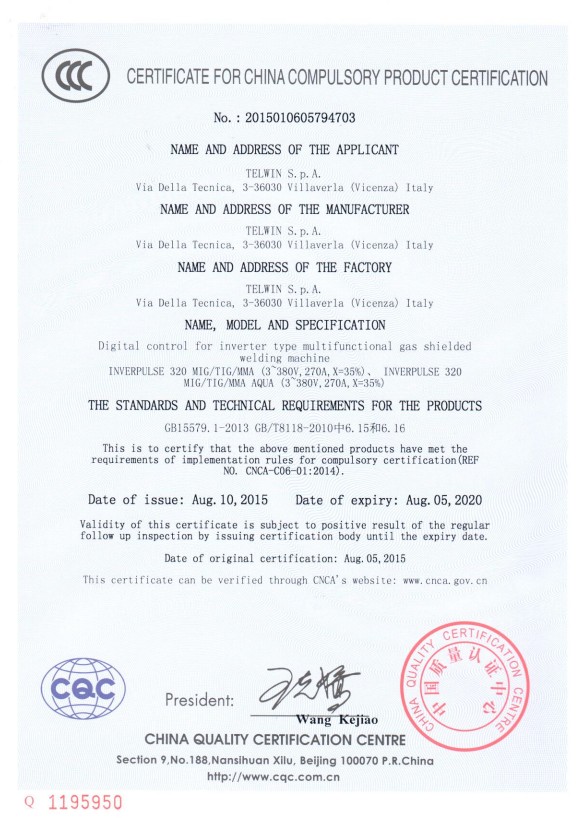 CCC
CERTIFICATE FOR CHINA COMPULSORY PRODUCT CERTIFICATION
No. : 2015010605794703
NAME AND ADDRESS OF THE APPLICANT
TELWIN S.p.A.
Via Della Tecnica, 3-36030 Villaverla (Vicenza) Italy
NAME AND ADDRESS OF THE MANUFACTURER
TELWIN S.p.A.
Via Della Tecnica, 3-36030 Villaverla (Vicenza) Italy
NAME AND ADDRESS OF THE FACTORY
TELWIN S.p.A.
Via Della Tecnica, 3-36030 Villaverla (Vicenza) Italy
NAME, MODEL AND SPECIFICATION
Digital control for inverter type multifunctional gas shielded
welding machine
INVERPULSE 320 MIG/TIG/MMA (3~380V, 270A, X=35%)、 INVERPULSE 320
MIG/TIG/MMA AQUA (3~380V, 270A, X=35%)
THE STANDARDS AND TECHNICAL REQUIREMENTS FOR THE PRODUCTS
GB15579.1-2013 GB/T8118-2010中6.15和6.16
This is to certify that the above mentioned products have met the
requirements of implementation rules for compulsory certification(REF
NO. CNCA-C06-01:2014).
Date of issue: Aug. 10, 2015 Date of expiry: Aug. 05, 2020
Validity of this certificate is subject to positive result of the regular
follow up inspection by issuing certification body until the expiry date.
Date of original certification: Aug. 05, 2015
This certificate can be verified through CNCA's website: www.cnca.gov.cn
CQC
President:
王克娇
Wang Kejiao
CHINA QUALITY CERTIFICATION CENTRE
中国质量认证中心
CHINA QUALITY CERTIFICATION CENTRE
Section 9,No.188,Nansihuan Xilu, Beijing 100070 P.R.China
http://www.cqc.com.cn
Q 1195950